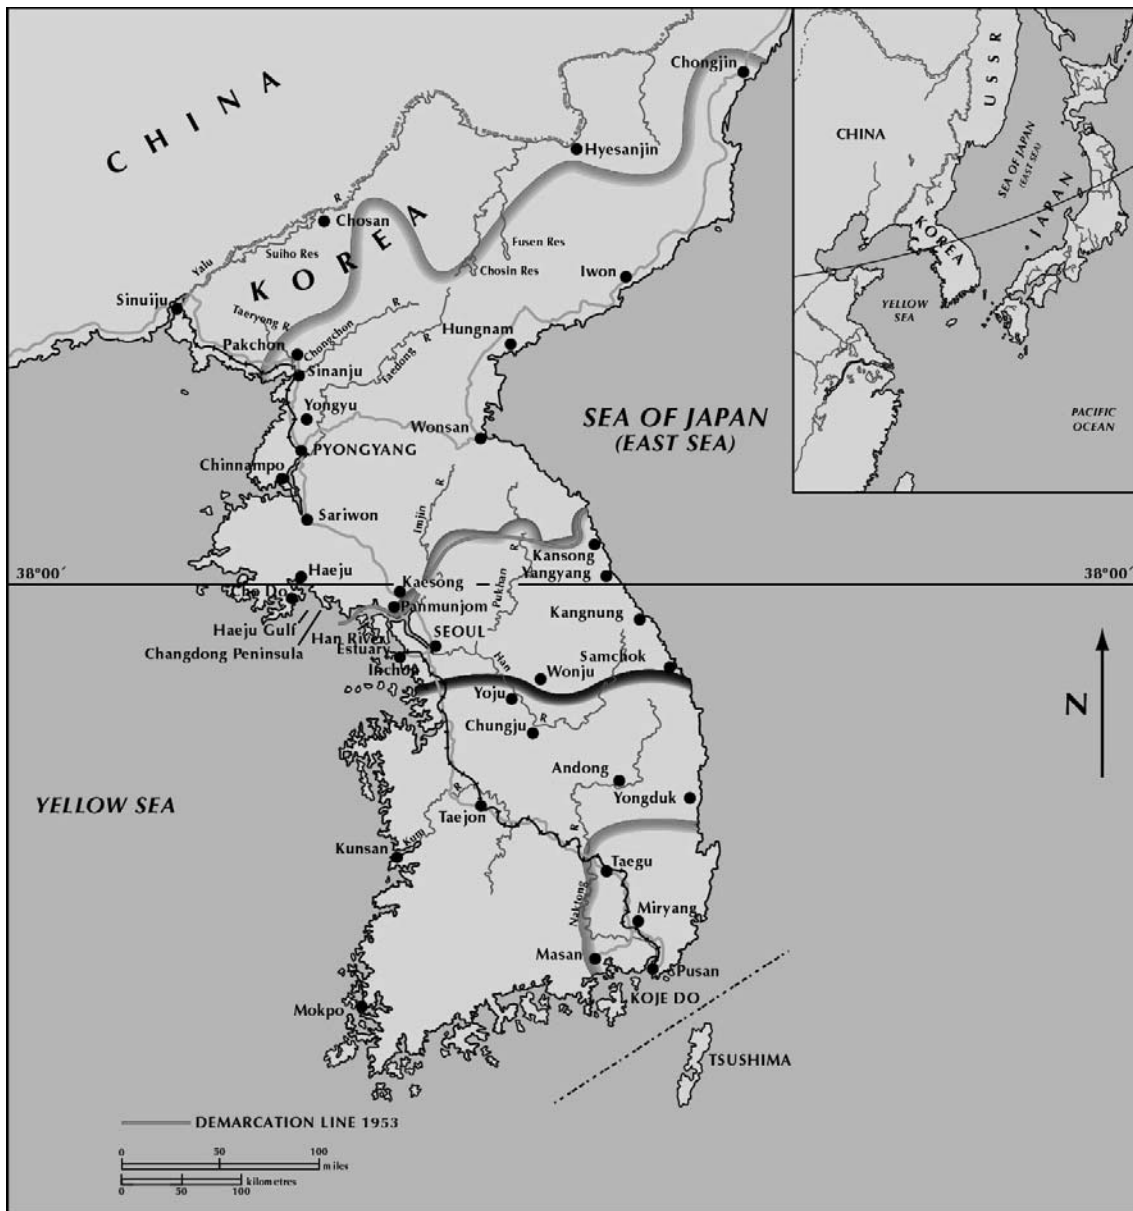 CHINA
KOREA
Chongjin
Hyesanjin
R
Chosan
Suiho Res
Fusen Res
Chosin Res
Yalu
Iwon
Sinuiju
Taeryong R
R
Pakchon
Chongchon
Hungnam
R
Sinanju
Taedong
Yongyu
Wonsan
SEA OF JAPAN
(EAST SEA)
PYONGYANG
Chinnampo
R
Sariwon
Imjin
R
Kansong
38°00´
38°00´
Haeju
Yangyang
Kaesong
Cho Do
Panmunjom
Pukhan
Kangnung
Haeju Gulf
Han River
Estuary
SEOUL
Changdong Peninsula
Inchon
Han
Samchok
Wonju
Yoju
R
Chungju
N
Andong
R
Yongduk
YELLOW SEA
Taejon
R
Kum
Kunsan
Taegu
Naktong
Miryang
Masan
Pusan
KOJE DO
Mokpo
TSUSHIMA
DEMARCATION LINE 1953
0 50 100
miles
kilometres
0 50 100
USSR
CHINA
SEA OF JAPAN
(EAST SEA)
JAPAN
KOREA
YELLOW
SEA
PACIFIC
OCEAN